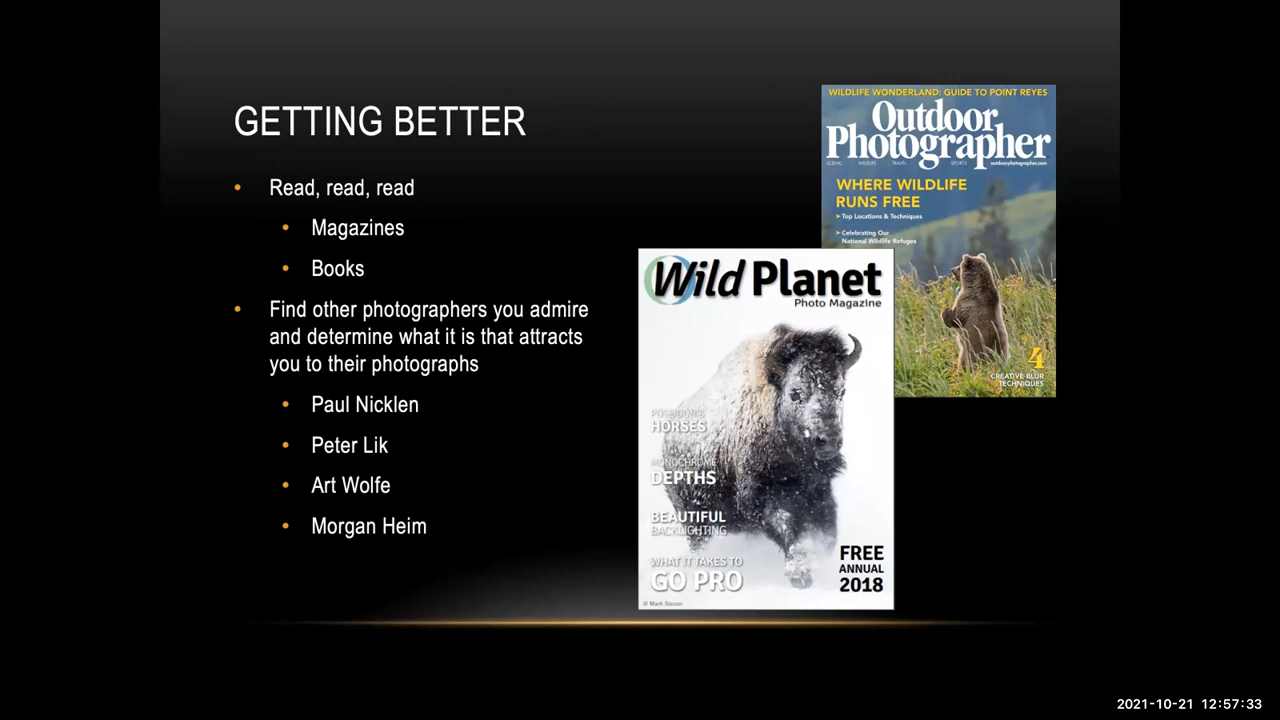 GETTING BETTER
Read, read, read
Magazines
Books
Find other photographers you admire
and determine what it is that attracts
you to their photographs
Paul Nicklen
Peter Lik
Art Wolfe
Morgan Heim
WILDLIFE WONDERLAND: GUIDE TO POINT REYES
Outdoor
Photographer
SCENIC WILDLIFE TRAVEL SPORTS outdoorphotographer.com
WHERE WILDLIFE
RUNS FREE
Top Locations & Techniques
Celebrating Our
National Wildlife Refuges
4
CREATIVE BLUR
TECHNIQUES
Wild Planet
Photo Magazine
POSEIDON'S
HORSES
MONOCHROME
DEPTHS
BEAUTIFUL
BACKLIGHTING
WHAT IT TAKES TO
GO PRO
FREE
ANNUAL
2018
© Mark
2021-10-21 12:57:33